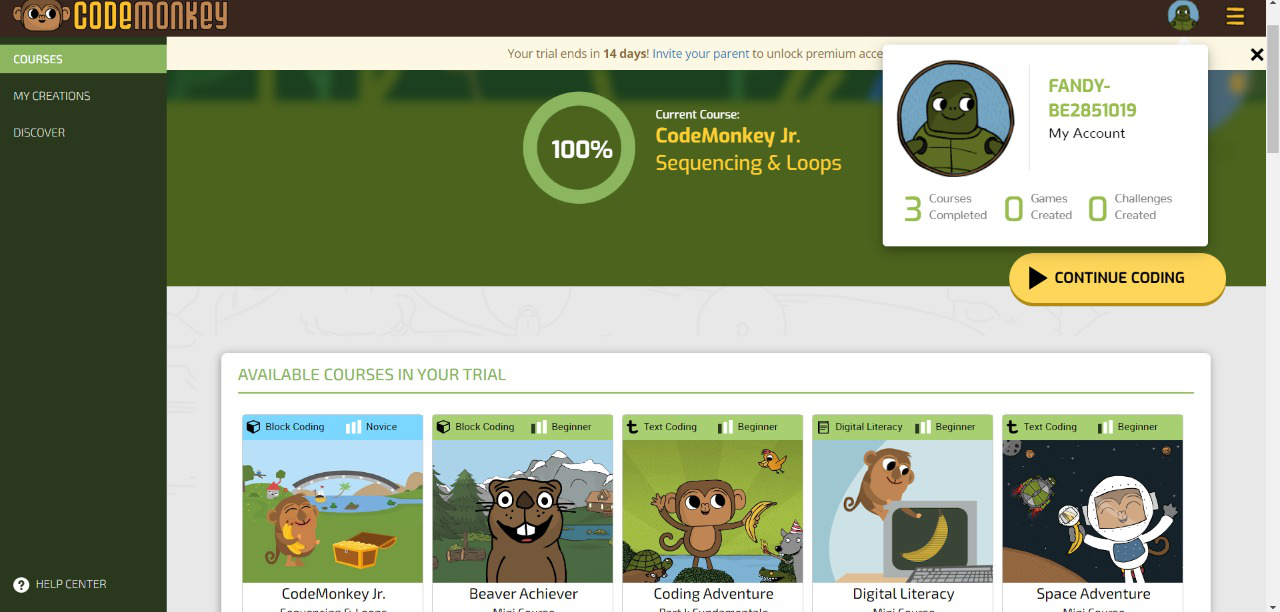 CODEMONKEY
COURSES
MY CREATIONS
DISCOVER
HELP CENTER
Your trial ends in 14 days! Invite your parent to unlock premium acce
100%
Current Course:
CodeMonkey Jr.
Sequencing & Loops
FANDY-
BE2851019
My Account
3 Courses Completed
0 Games Created
0 Challenges Created
CONTINUE CODING
AVAILABLE COURSES IN YOUR TRIAL
Block Coding Novice
CodeMonkey Jr.
Sequencing & Loops
Block Coding Beginner
Beaver Achiever
Mini Course
Text Coding Beginner
Coding Adventure
Part I: Fundamentals
Digital Literacy Beginner
Digital Literacy
Mini Course
Text Coding Beginner
Space Adventure
Mini Course